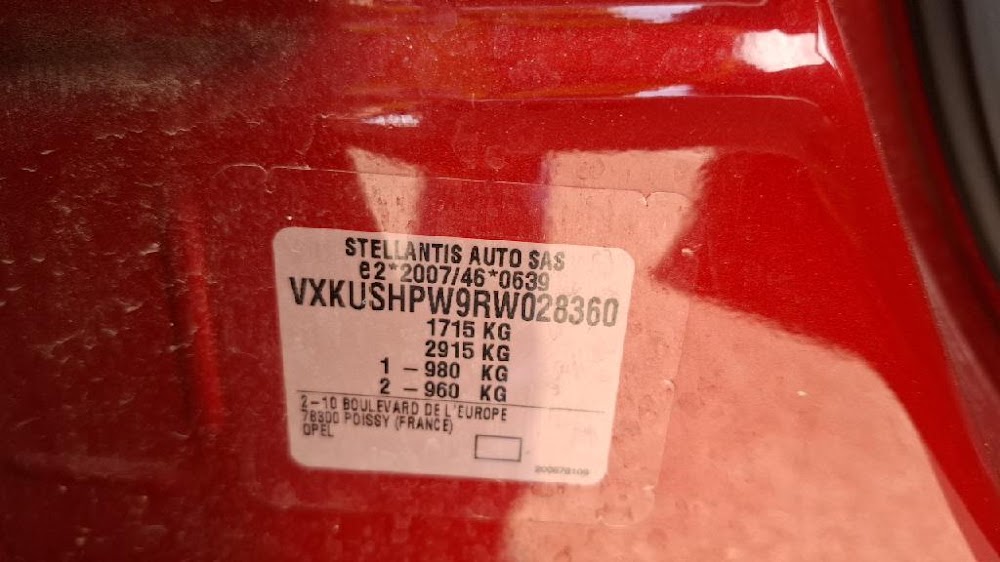 STELLANTIS AUTO SAS
e2*2007/46*0639
VXKUSHPW9RW028360
1715 KG
2915 KG
1 - 980 KG
2 - 960 KG
2-10 BOULEVARD DE L'EUROPE
78300 POISSY (FRANCE)
OPEL